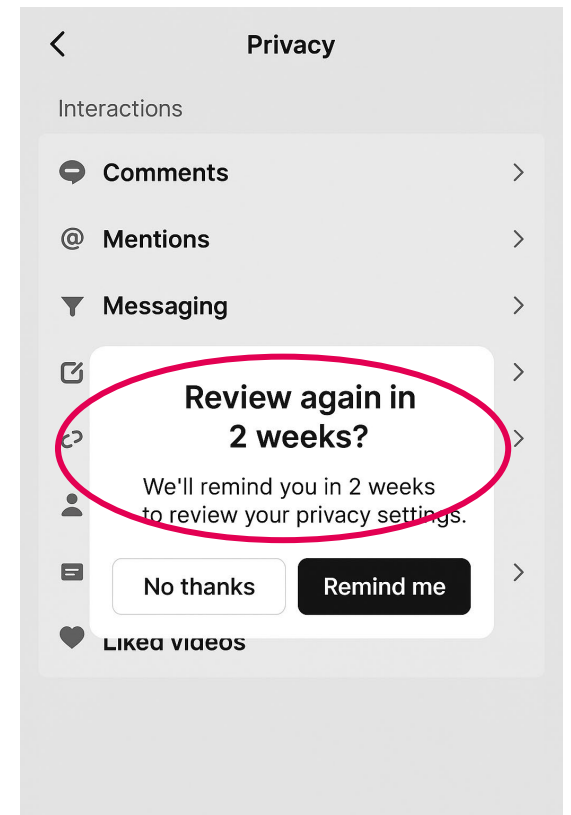 Privacy
Interactions
Comments
@ Mentions
Messaging
Review again in
2 weeks?
We'll remind you in 2 weeks
to review your privacy settings.
No thanks
Remind me
Liked videos